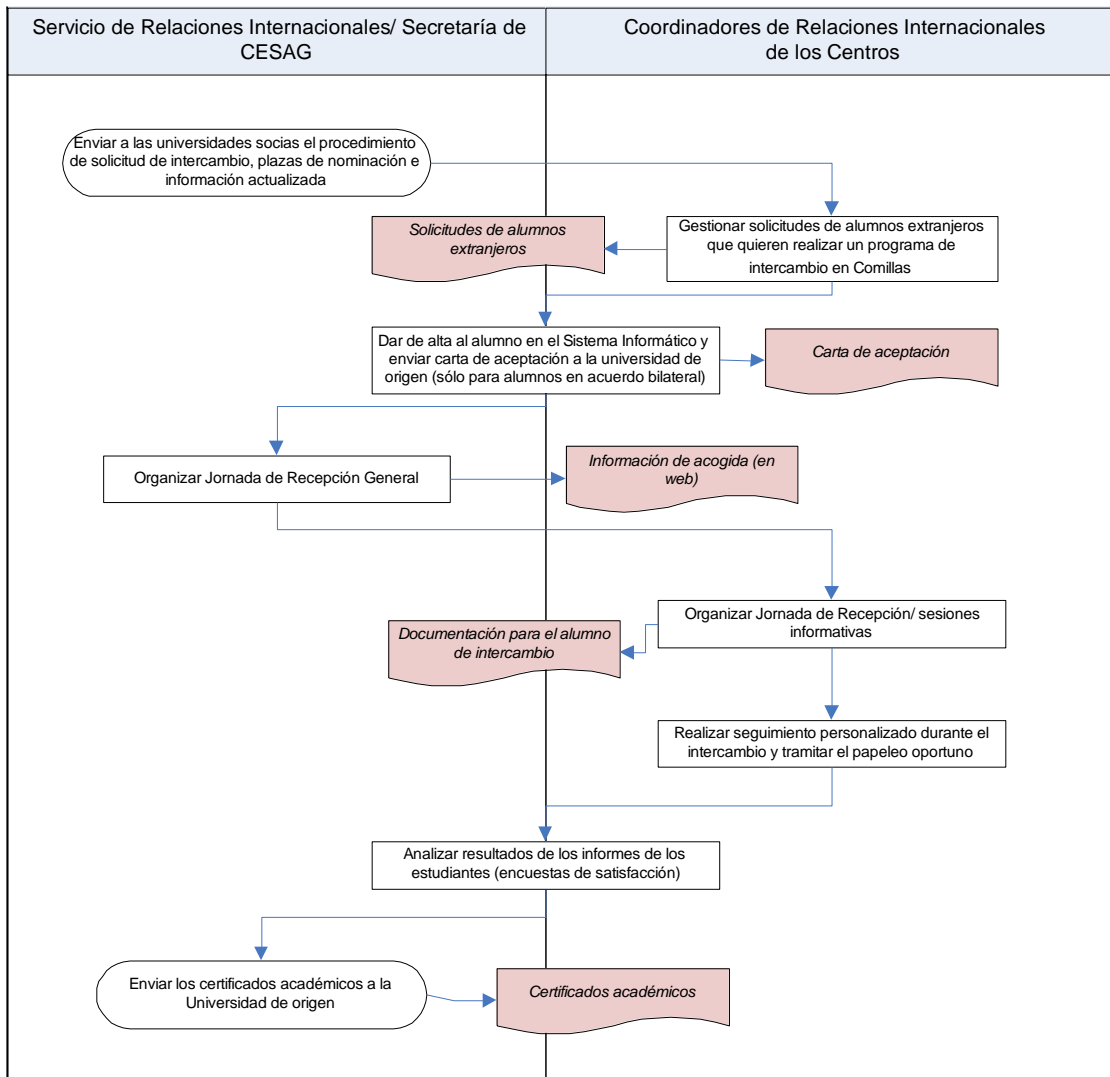 Servicio de Relaciones Internacionales/ Secretaría de
CESAG
Coordinadores de Relaciones Internacionales
de los Centros
Enviar a las universidades socias el procedimiento
de solicitud de intercambio, plazas de nominación e
información actualizada
Solicitudes de alumnos
extranjeros
Gestionar solicitudes de alumnos extranjeros
que quieren realizar un programa de
intercambio en Comillas
Dar de alta al alumno en el Sistema Informático y
enviar carta de aceptación a la universidad de
origen (sólo para alumnos en acuerdo bilateral)
Carta de aceptación
Organizar Jornada de Recepción General
Información de acogida (en
web)
Organizar Jornada de Recepción/ sesiones
informativas
Documentación para el alumno
de intercambio
Realizar seguimiento personalizado durante el
intercambio y tramitar el papeleo oportuno
Analizar resultados de los informes de los
estudiantes (encuestas de satisfacción)
Enviar los certificados académicos a la
Universidad de origen
Certificados académicos